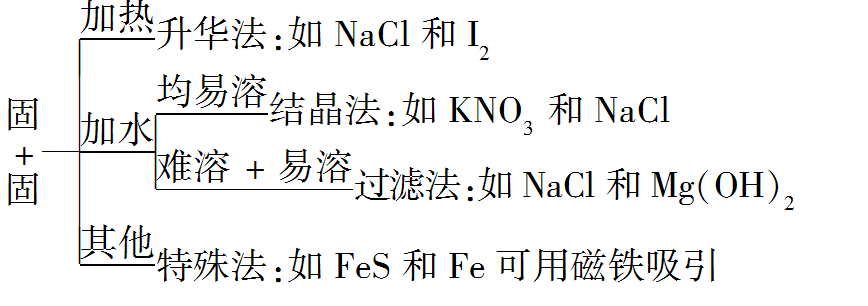 加热
升华法:如 NaCl 和 I₂
均易溶
固+固
加水
结晶法:如 KNO₃ 和 NaCl
难溶 + 易溶
过滤法:如 NaCl 和 Mg(OH)₂
其他
特殊法:如 FeS 和 Fe 可用磁铁吸引